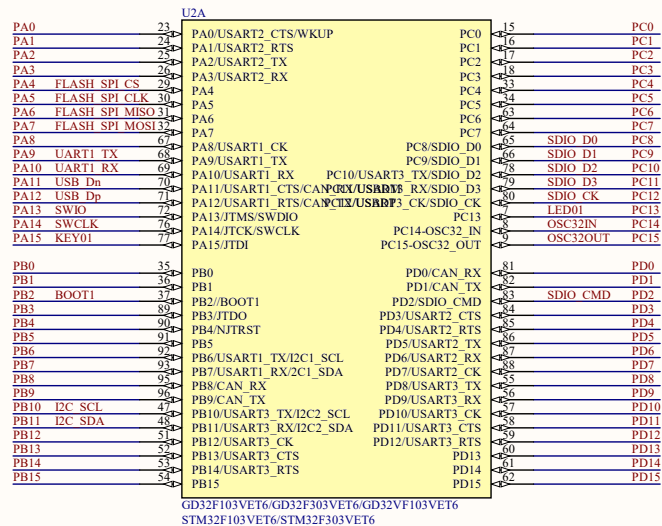 U2A
PA0 23 PA0/USART2_CTS/WKUP PC0 15 PC0
PA1 24 PA1/USART2_RTS PC1 16 PC1
PA2 25 PA2/USART2_TX PC2 17 PC2
PA3 26 PA3/USART2_RX PC3 18 PC3
PA4 FLASH_SPI_CS 29 PA4 PC4 33 PC4
PA5 FLASH_SPI_CLK 30 PA5 PC5 34 PC5
PA6 FLASH_SPI_MISO 31 PA6 PC6 63 PC6
PA7 FLASH_SPI_MOSI 32 PA7 PC7 64 PC7
PA8 67 PA8/USART1_CK PC8/SDIO_D0 65 SDIO_D0 PC8
PA9 UART1_TX 68 PA9/USART1_TX PC9/SDIO_D1 66 SDIO_D1 PC9
PA10 UART1_RX 69 PA10/USART1_RX PC10/USART3_TX/SDIO_D2 78 SDIO_D2 PC10
PA11 USB_Dn 70 PA11/USART1_CTS/ _RX/SDIO_D3 79 SDIO_D3 PC11
PA12 USB_Dp 71 PA12/USART1_RTS/ _CK/SDIO_CK 80 SDIO_CK PC12
PA13 SWIO 72 PA13/JTMS/SWDIO PC13 7 LED01 PC13
PA14 SWCLK 76 PA14/JTCK/SWCLK PC14-OSC32_IN 8 OSC32IN PC14
PA15 KEY01 77 PA15/JTDI PC15-OSC32_OUT 9 OSC32OUT PC15
PB0 35 PB0 PD0/CAN_RX 81 PD0
PB1 36 PB1 PD1/CAN_TX 82 PD1
PB2 BOOT1 37 PB2//BOOT1 PD2/SDIO_CMD 83 SDIO_CMD PD2
PB3 89 PB3/JTDO PD3/USART2_CTS 84 PD3
PB4 90 PB4/NJTRST PD4/USART2_RTS 85 PD4
PB5 91 PB5 PD5/USART2_TX 86 PD5
PB6 92 PB6/USART1_TX/I2C1_SCL PD6/USART2_RX 87 PD6
PB7 93 PB7/USART1_RX/2C1_SDA PD7/USART2_CK 88 PD7
PB8 95 PB8/CAN_RX PD8/USART3_TX 55 PD8
PB9 96 PB9/CAN_TX PD9/USART3_RX 56 PD9
PB10 I2C_SCL 47 PB10/USART3_TX/I2C2_SCL PD10/USART3_CK 57 PD10
PB11 I2C_SDA 48 PB11/USART3_RX/I2C2_SDA PD11/USART3_CTS 58 PD11
PB12 51 PB12/USART3_CK PD12/USART3_RTS 59 PD12
PB13 52 PB13/USART3_CTS PD13 60 PD13
PB14 53 PB14/USART3_RTS PD14 61 PD14
PB15 54 PB15 PD15 62 PD15
GD32F103VET6/GD32F303VET6/GD32VF103VET6
STM32F103VET6/STM32F303VET6